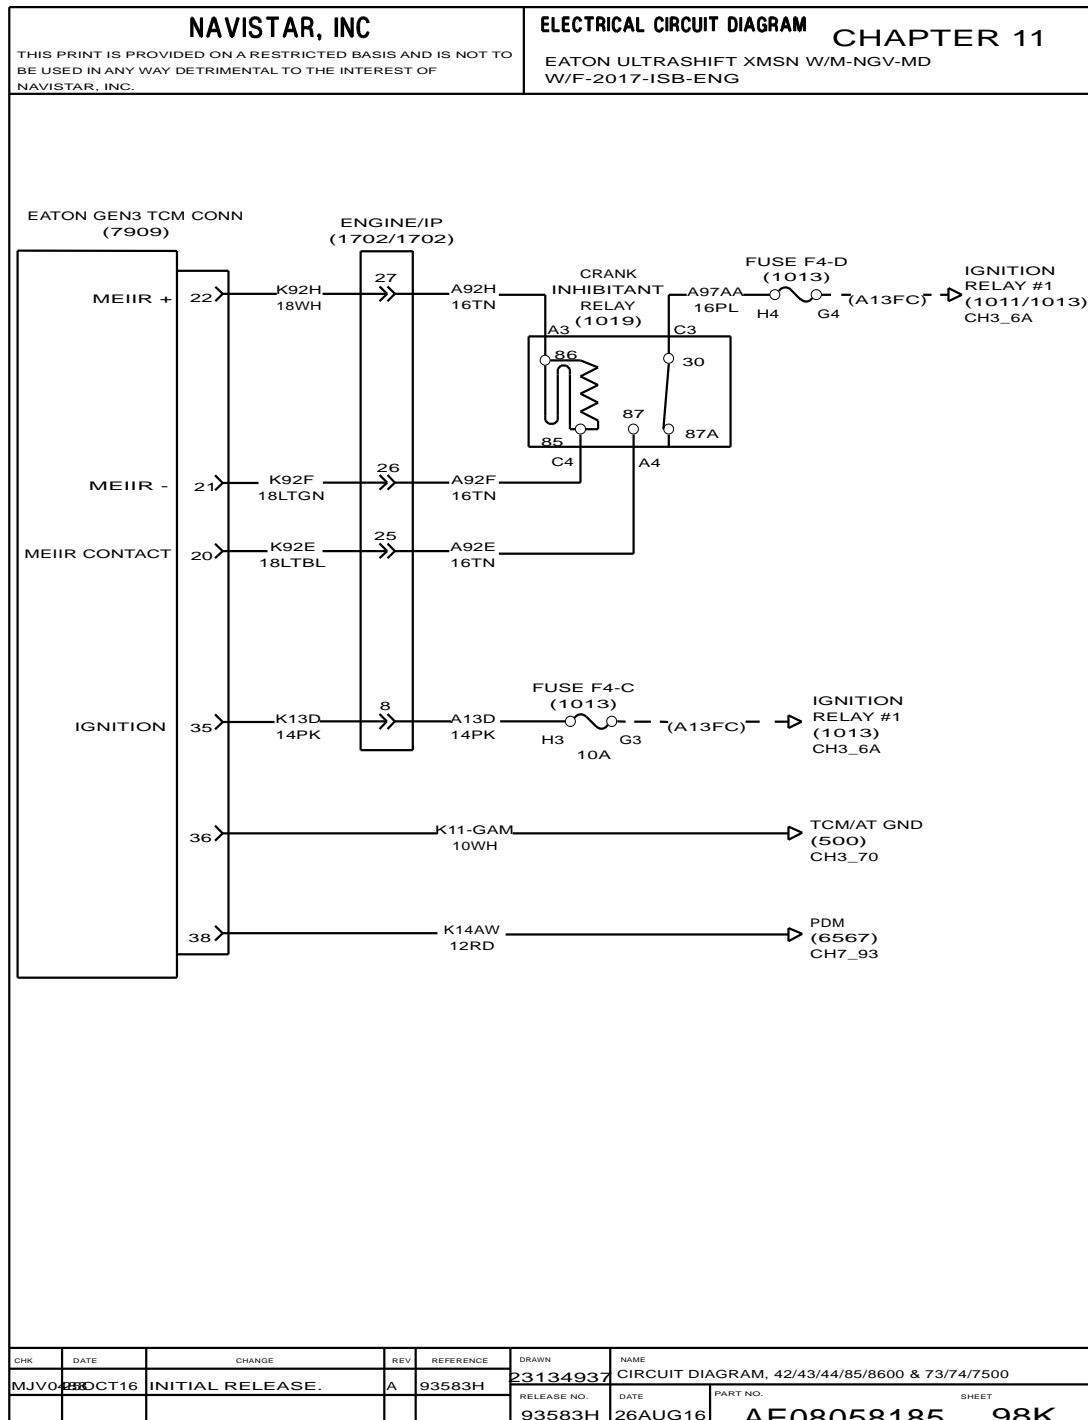 NAVISTAR, INC
THIS PRINT IS PROVIDED ON A RESTRICTED BASIS AND IS NOT TO
BE USED IN ANY WAY DETRIMENTAL TO THE INTEREST OF
NAVISTAR, INC.
ELECTRICAL CIRCUIT DIAGRAM
CHAPTER 11
EATON ULTRASHIFT XMSN W/M-NGV-MD
W/F-2017-ISB-ENG
EATON GEN3 TCM CONN
(7909)
ENGINE/IP
(1702/1702)
CRANK
INHIBITANT
RELAY
(1019)
FUSE F4-D
(1013)
IGNITION
RELAY #1
(1011/1013)
CH3_6A
MEIIR +
22
K92H
18WH
27
A92H
16TN
A3
C3
A97AA
16PL
H4
G4
(A13FC)
86
30
87
87A
85
C4
A4
MEIIR -
21
K92F
18LTGN
26
A92F
16TN
MEIIR CONTACT
20
K92E
18LTBL
25
A92E
16TN
IGNITION
35
K13D
14PK
8
A13D
14PK
FUSE F4-C
(1013)
H3
G3
10A
(A13FC)
IGNITION
RELAY #1
(1013)
CH3_6A
36
K11-GAM
10WH
TCM/AT GND
(500)
CH3_70
38
K14AW
12RD
PDM
(6567)
CH7_93
CHK
DATE
CHANGE
REV
REFERENCE
DRAWN
NAME
INITIAL RELEASE.
A
93583H
23134937
CIRCUIT DIAGRAM, 42/43/44/85/8600 & 73/74/7500
RELEASE NO.
DATE
PART NO.
SHEET
93583H
26AUG16
AE08058185
98K